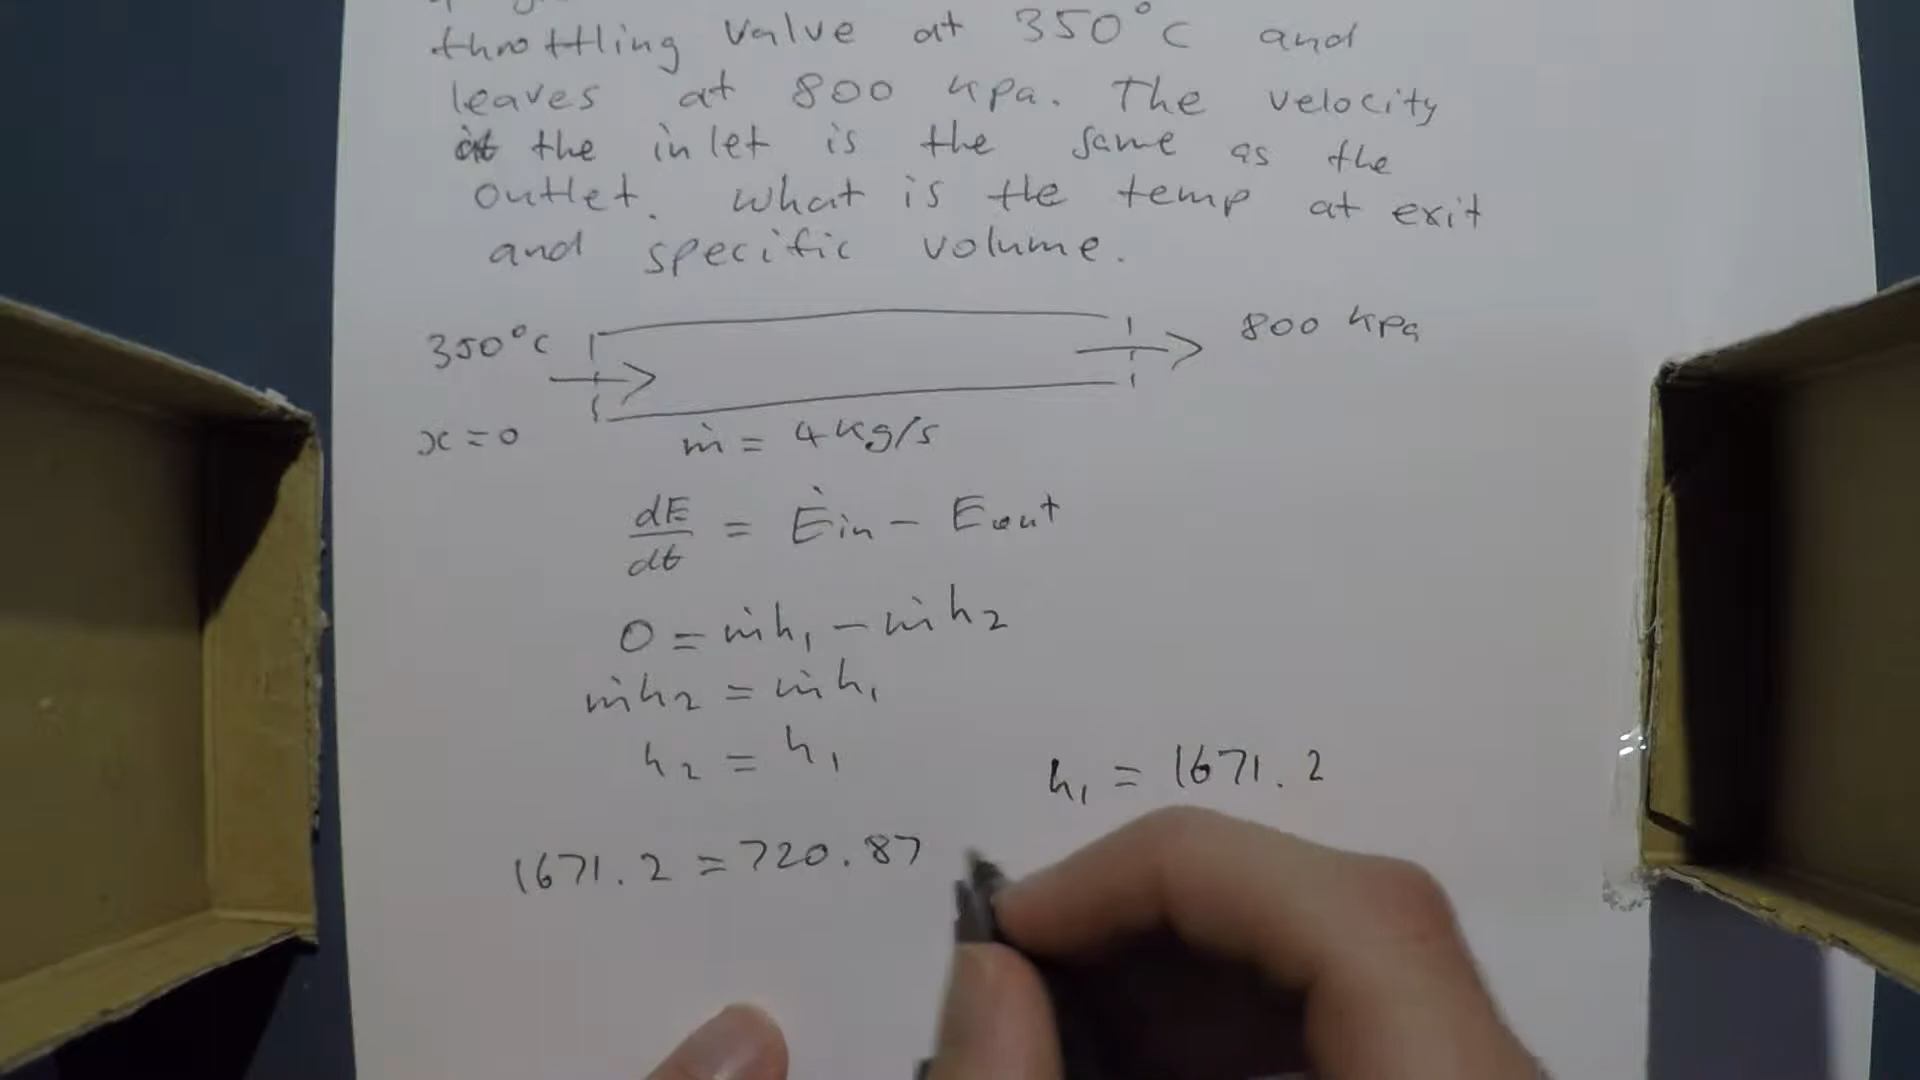 throttling valve at 350°C and
leaves at 800 kpa. The velocity
at the inlet is the same as the
outlet. What is the temp at exit
and specific volume.
350°C
800 kpa
x = 0
ṁ = 4kg/s
dE/dt = Ėin - Eout
0 = ṁh₁ - ṁh₂
ṁh₂ = ṁh₁
h₂ = h₁
h₁ = 1671.2
1671.2 = 720.87